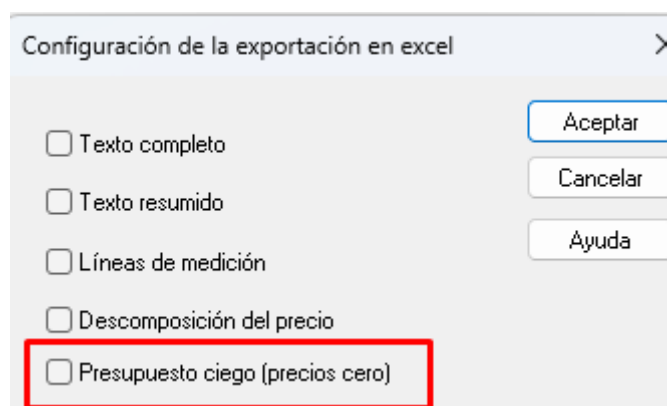 Configuración de la exportación en excel
Aceptar
Texto completo
Cancelar
Texto resumido
Ayuda
Líneas de medición
Descomposición del precio
Presupuesto ciego (precios cero)